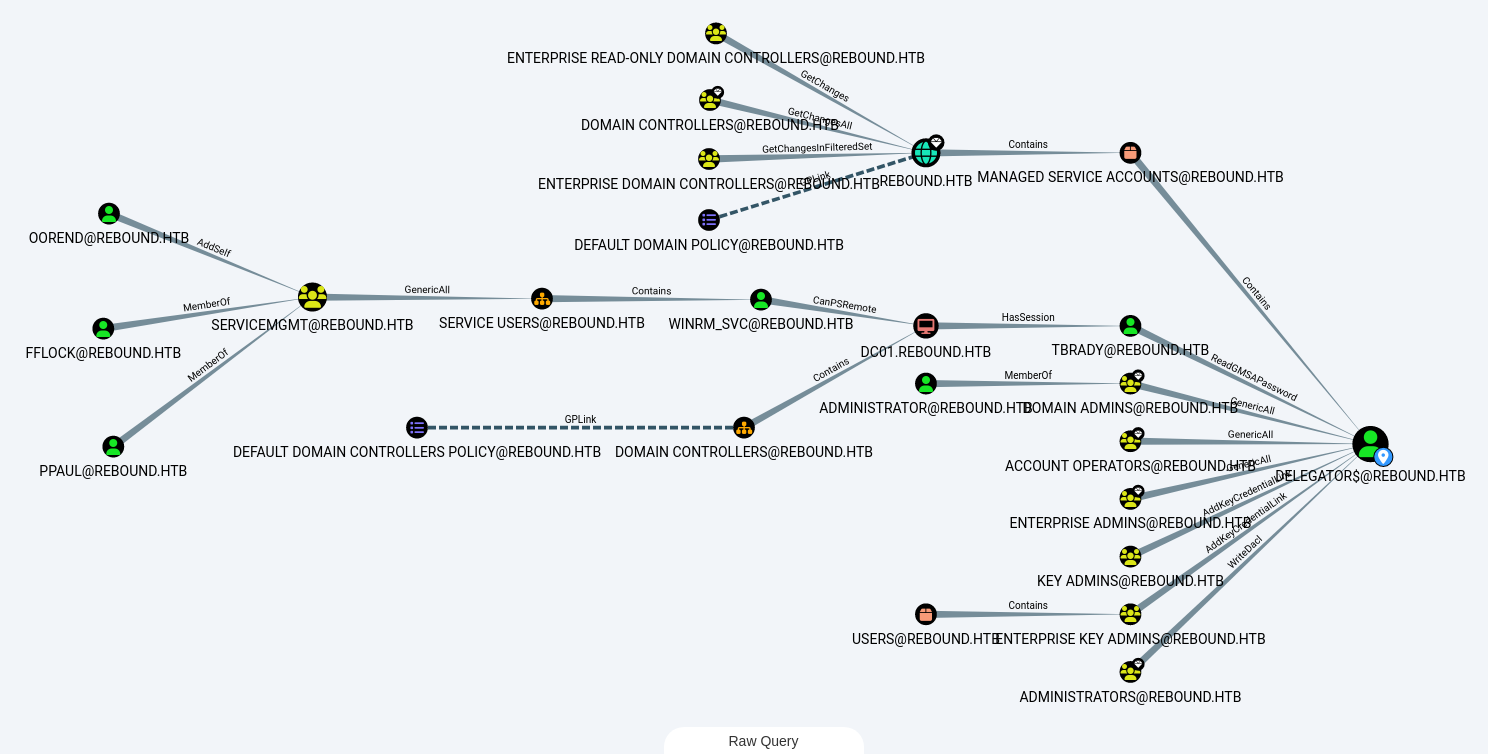 ENTERPRISE READ-ONLY DOMAIN CONTROLLERS@REBOUND.HTB
GetChanges
GetChangesAll
DOMAIN CONTROLLERS@REBOUND.HTB
GetChangesInFilteredSet
Contains
ENTERPRISE DOMAIN CONTROLLERS@REBOUND.HTB
GPLink
REBOUND.HTB
MANAGED SERVICE ACCOUNTS@REBOUND.HTB
DEFAULT DOMAIN POLICY@REBOUND.HTB
OOREND@REBOUND.HTB
AddSelf
Contains
MemberOf
GenericAll
Contains
CanPSRemote
HasSession
SERVICEMGMT@REBOUND.HTB
SERVICE USERS@REBOUND.HTB
WINRM_SVC@REBOUND.HTB
FFLOCK@REBOUND.HTB
DC01.REBOUND.HTB
TBRADY@REBOUND.HTB
MemberOf
Contains
MemberOf
ReadGMSAPassword
ADMINISTRATOR@REBOUND.HTB
DOMAIN ADMINS@REBOUND.HTB
GenericAll
GPLink
GenericAll
DEFAULT DOMAIN CONTROLLERS POLICY@REBOUND.HTB
DOMAIN CONTROLLERS@REBOUND.HTB
PPAUL@REBOUND.HTB
ACCOUNT OPERATORS@REBOUND.HTB
GenericAll
DELEGATOR$@REBOUND.HTB
AddKeyCredentialLink
ENTERPRISE ADMINS@REBOUND.HTB
AddKeyCredentialLink
WriteDacl
KEY ADMINS@REBOUND.HTB
Contains
USERS@REBOUND.HTB
ENTERPRISE KEY ADMINS@REBOUND.HTB
ADMINISTRATORS@REBOUND.HTB
Raw Query